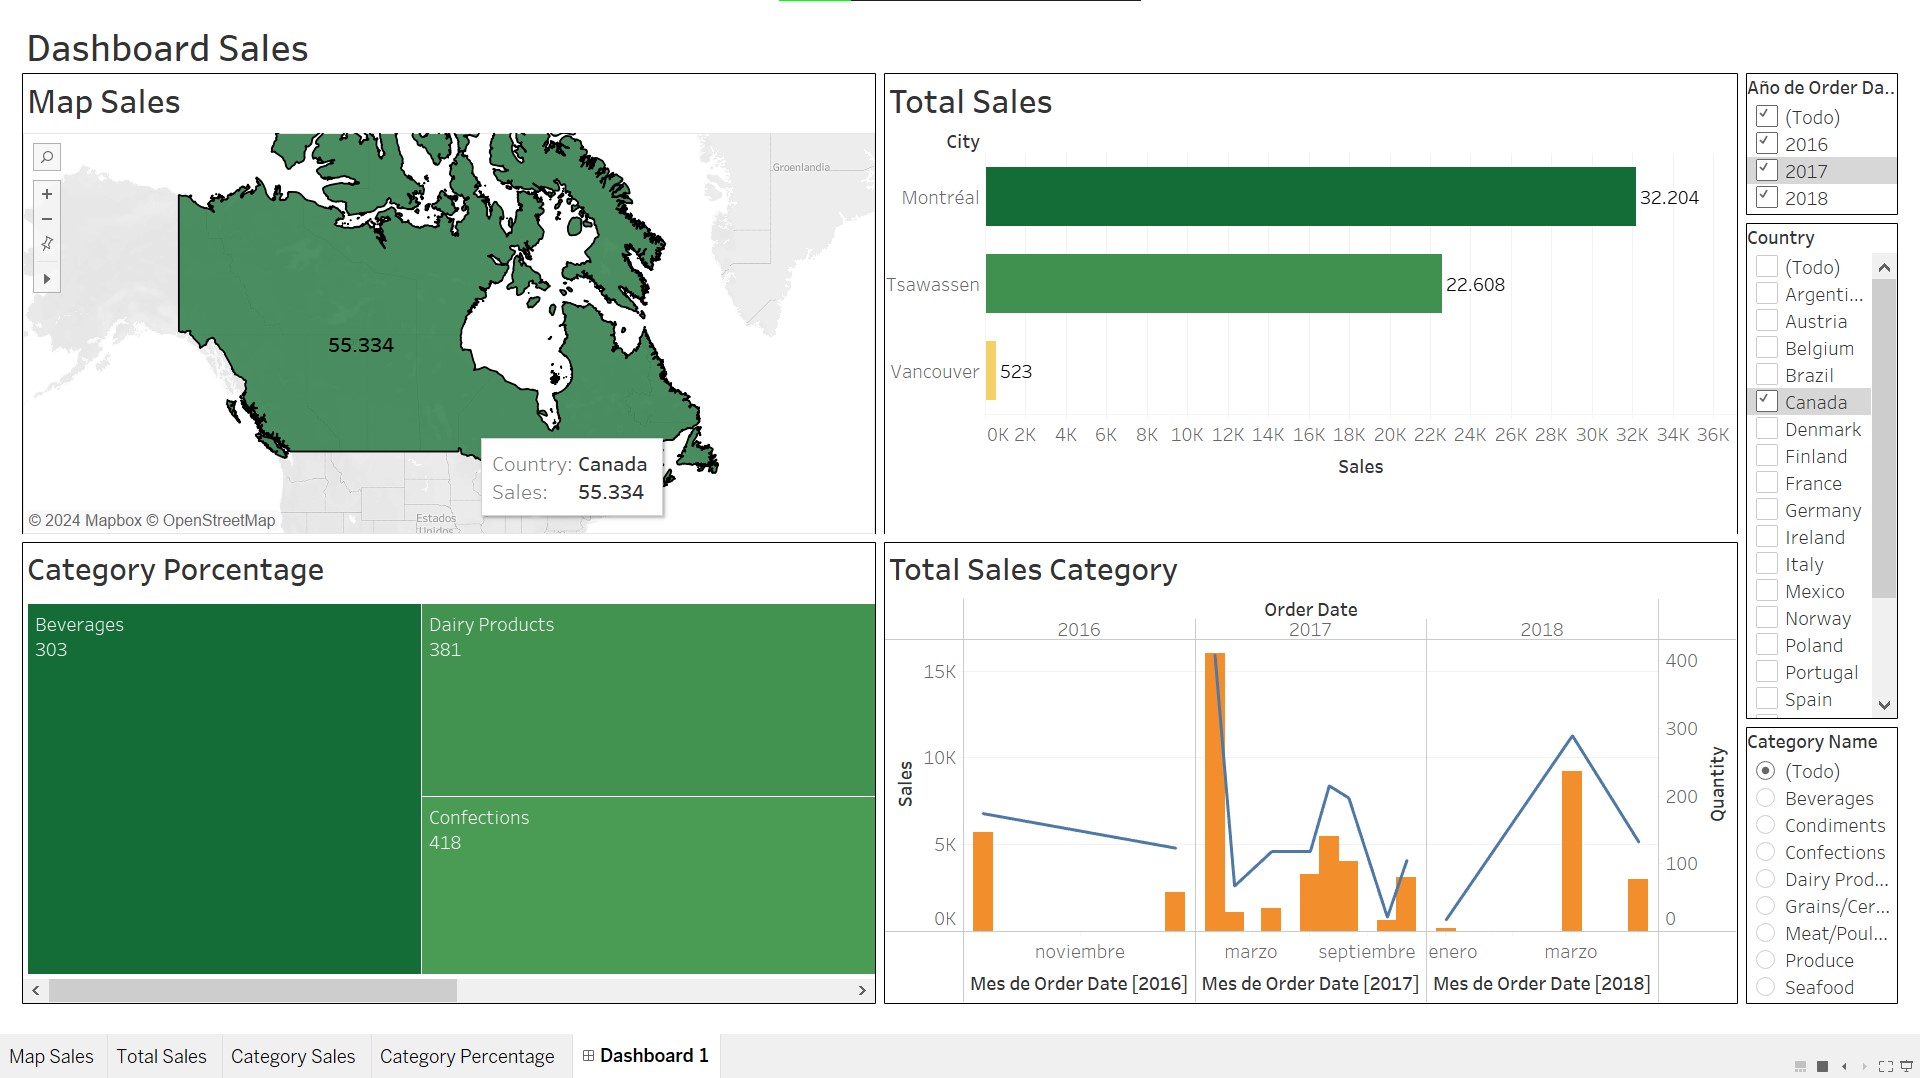 Dashboard Sales
Map Sales
Groenlandia
55.334
Country: Canada
Sales: 55.334
Estados
Unidos
© 2024 Mapbox © OpenStreetMap
Total Sales
City
Montréal 32.204
Tsawassen 22.608
Vancouver 523
0K 2K 4K 6K 8K 10K 12K 14K 16K 18K 20K 22K 24K 26K 28K 30K 32K 34K 36K
Sales
Category Porcentage
Beverages
303
Dairy Products
381
Confections
418
Total Sales Category
Order Date
2016 2017 2018
15K
10K
5K
0K
Sales
400
300
200
100
0
Quantity
noviembre marzo septiembre enero marzo
Mes de Order Date [2016] Mes de Order Date [2017] Mes de Order Date [2018]
Año de Order Da..
(Todo)
2016
2017
2018
Country
(Todo)
Argenti...
Austria
Belgium
Brazil
Canada
Denmark
Finland
France
Germany
Ireland
Italy
Mexico
Norway
Poland
Portugal
Spain
Category Name
(Todo)
Beverages
Condiments
Confections
Dairy Prod...
Grains/Cer...
Meat/Poul...
Produce
Seafood
Map Sales Total Sales Category Sales Category Percentage Dashboard 1